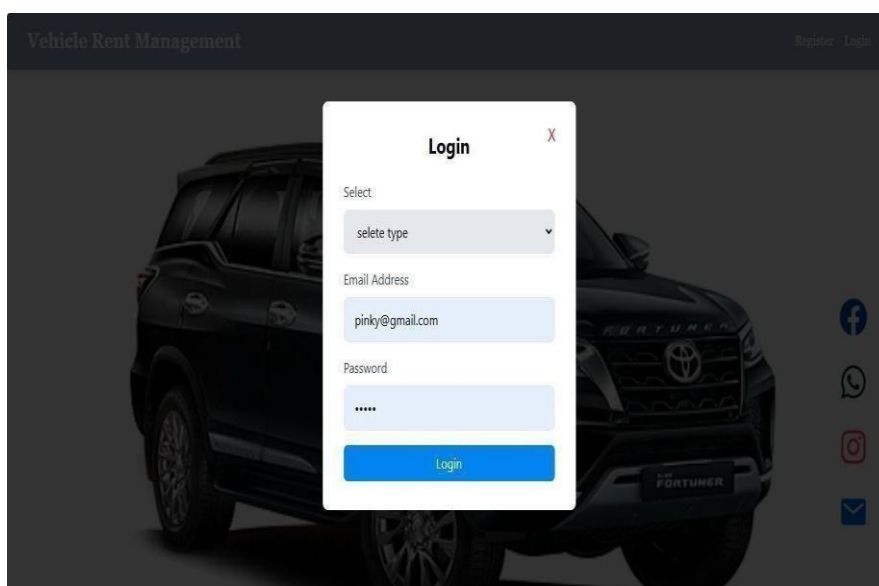 Vehicle Rent Management
Register Login
Login
X
Select
selete type
Email Address
pinky@gmail.com
Password
•••••
Login
FORTUNER
FORTUNER